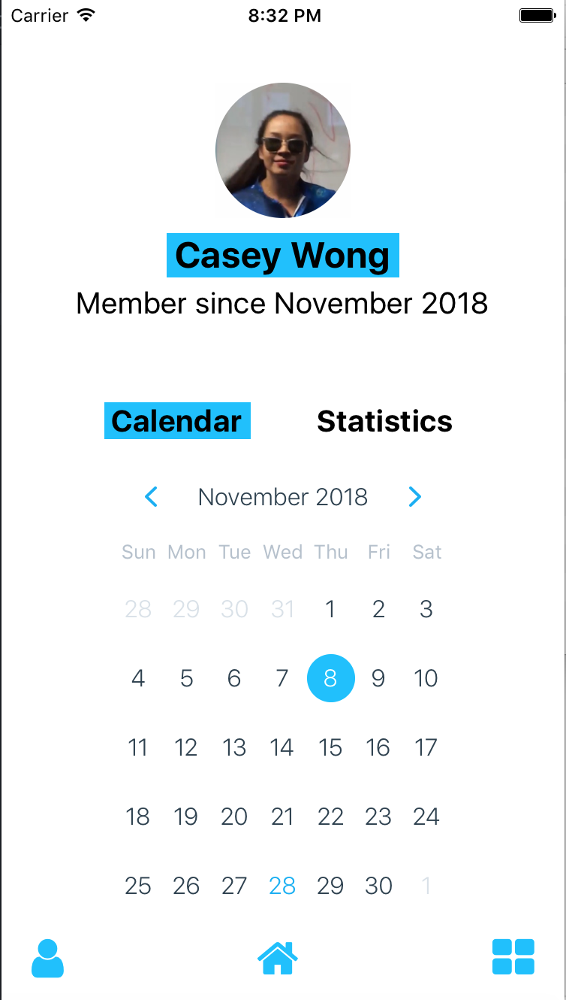 Carrier 8:32 PM
Casey Wong
Member since November 2018
Calendar Statistics
November 2018
Sun Mon Tue Wed Thu Fri Sat
28 29 30 31 1 2 3
4 5 6 7 8 9 10
11 12 13 14 15 16 17
18 19 20 21 22 23 24
25 26 27 28 29 30 1